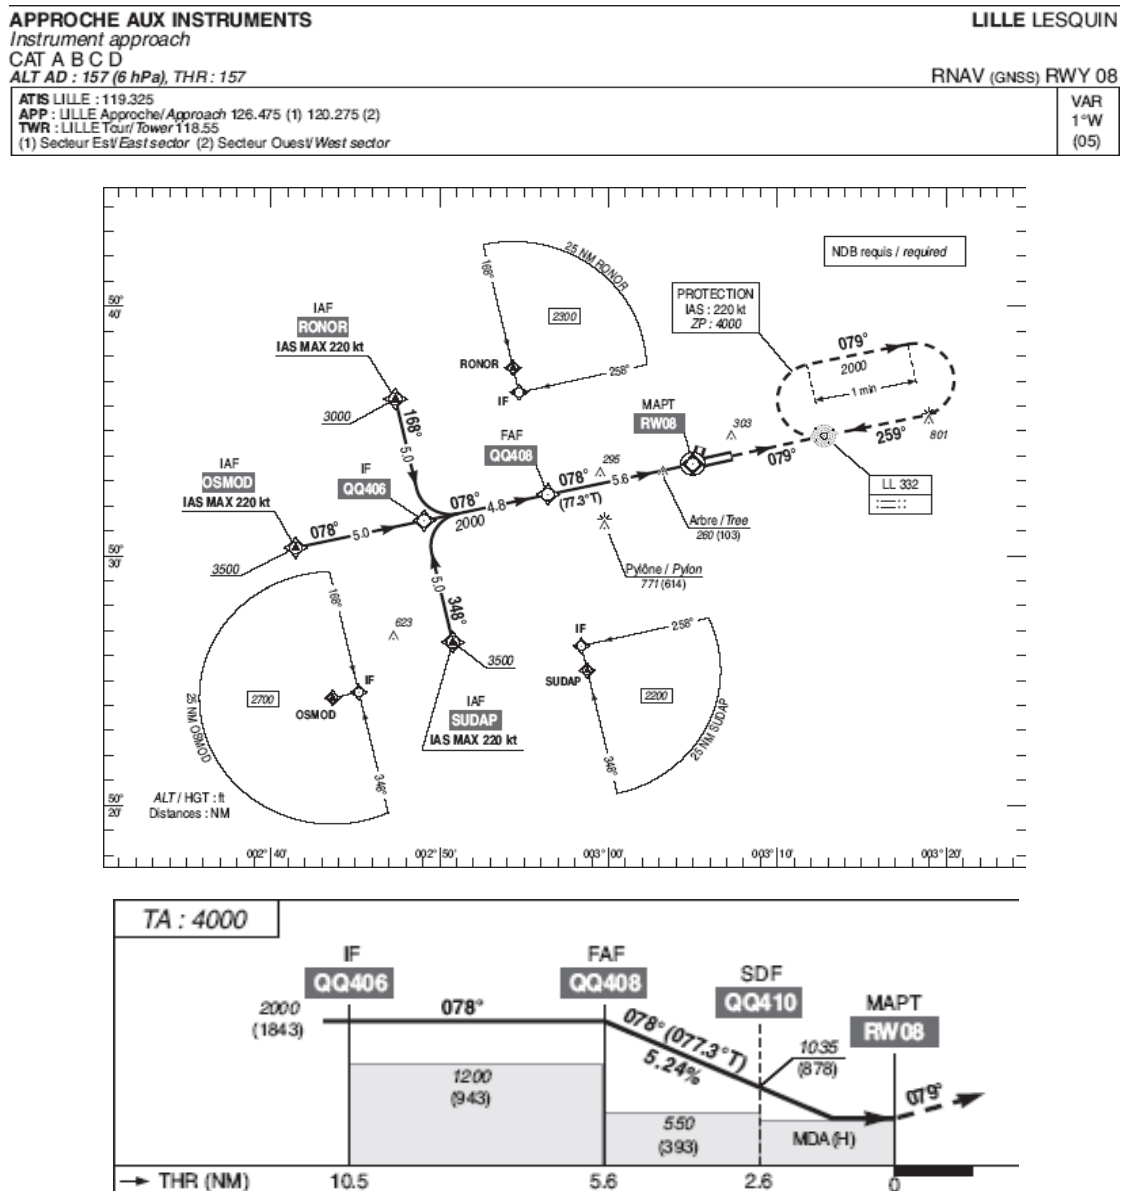 APPROCHE AUX INSTRUMENTS
LILLE LESQUIN
Instrument approach
CAT A B C D
ALT AD : 157 (6 hPa), THR : 157
RNAV (GNSS) RWY 08
ATIS LILLE : 119.325
APP : LILLE Approche/Approach 126.475 (1) 120.275 (2)
TWR : LILLE Tour/Tower 118.55
(1) Secteur Est/East sector (2) Secteur Ouest/West sector
VAR
1°W
(05)
NDB requis / required
25 NM RONOR
168°
2300
RONOR
258°
IF
PROTECTION
IAS : 220 kt
ZP : 4000
50°
40'
IAF
RONOR
IAS MAX 220 kt
3000
168°
5.0
079°
2000
1 min
259°
801
079°
MAPT
RW08
303
FAF
QQ408
IAF
OSMOD
IAS MAX 220 kt
IF
QQ406
078°
5.0
3500
078°
4.8
2000
078°
5.6
(77.3°T)
295
LL 332
Arbre / Tree
260 (103)
Pylône / Pylon
771 (614)
50°
30'
5.0
348°
3500
IAF
SUDAP
IAS MAX 220 kt
623
168°
2700
IF
OSMOD
25 NM OSMOD
348°
IF
258°
SUDAP
2200
25 NM SUDAP
348°
50°
20'
ALT / HGT : ft
Distances : NM
002° 40'
002° 50'
003° 00'
003° 10'
003° 20'
TA : 4000
IF
QQ406
FAF
QQ408
SDF
QQ410
MAPT
RW08
2000
(1843)
078°
078° (077.3°T)
5.24%
1035
(878)
079°
1200
(943)
550
(393)
MDA (H)
THR (NM)
10.5
5.6
2.6
0